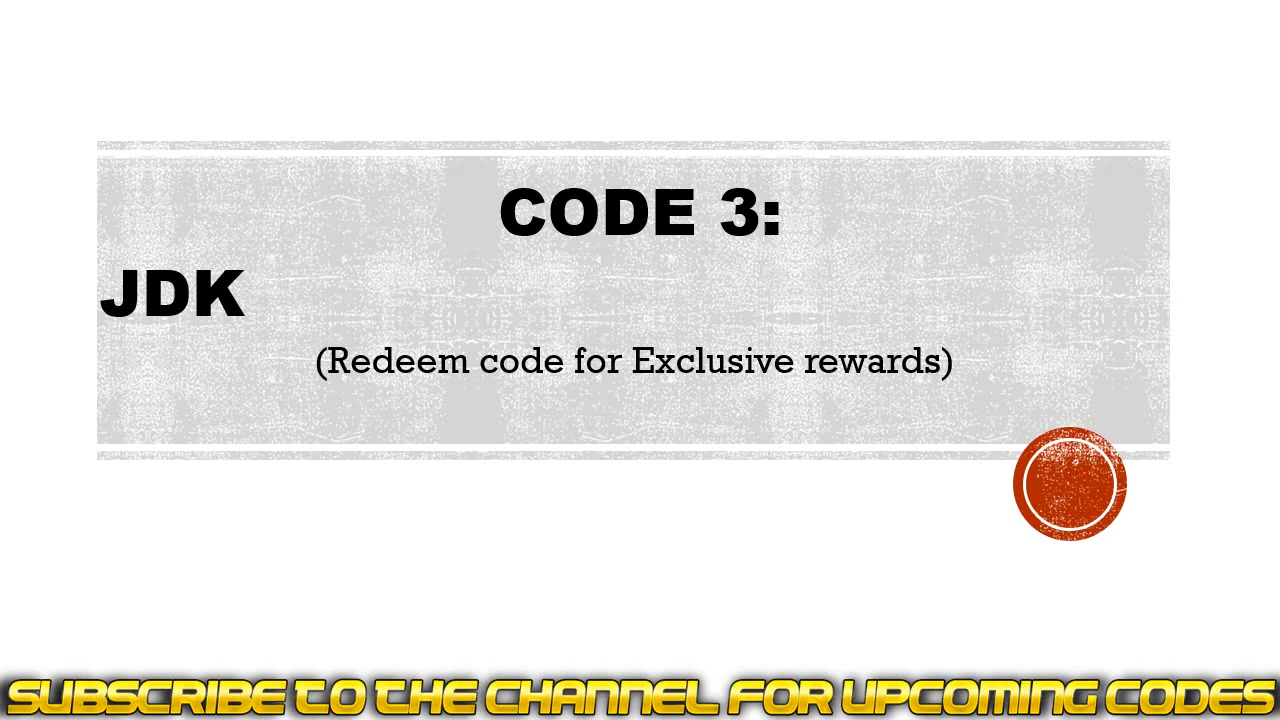 CODE 3:
JDK
(Redeem code for Exclusive rewards)
SUBSCRIBE TO THE CHANNEL FOR UPCOMING CODES